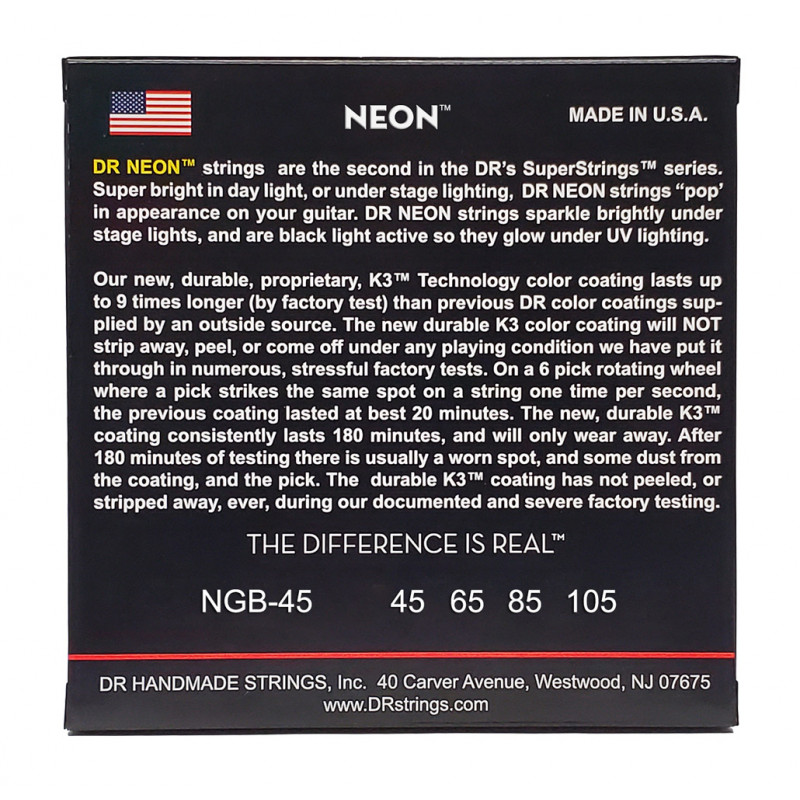 NEON™
MADE IN U.S.A.
DR NEON™ strings are the second in the DR's SuperStrings™ series.
Super bright in day light, or under stage lighting, DR NEON strings “pop’
in appearance on your guitar. DR NEON strings sparkle brightly under
stage lights, and are black light active so they glow under UV lighting.
Our new, durable, proprietary, K3™ Technology color coating lasts up
to 9 times longer (by factory test) than previous DR color coatings sup-
plied by an outside source. The new durable K3 color coating will NOT
strip away, peel, or come off under any playing condition we have put it
through in numerous, stressful factory tests. On a 6 pick rotating wheel
where a pick strikes the same spot on a string one time per second,
the previous coating lasted at best 20 minutes. The new, durable K3™
coating consistently lasts 180 minutes, and will only wear away. After
180 minutes of testing there is usually a worn spot, and some dust from
the coating, and the pick. The durable K3™ coating has not peeled, or
stripped away, ever, during our documented and severe factory testing.
THE DIFFERENCE IS REAL™
NGB-45 45 65 85 105
DR HANDMADE STRINGS, Inc. 40 Carver Avenue, Westwood, NJ 07675
www.DRstrings.com